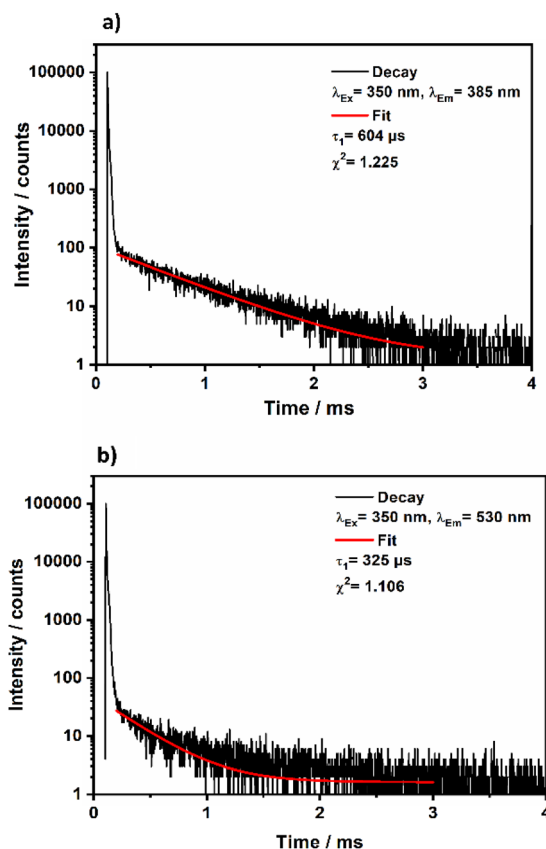 a)
Intensity / counts
100000
10000
1000
100
10
1
0
1
2
3
4
Time / ms
Decay
λEx= 350 nm, λEm= 385 nm
Fit
τ1= 604 µs
χ²= 1.225
b)
Intensity / counts
100000
10000
1000
100
10
1
0
1
2
3
4
Time / ms
Decay
λEx= 350 nm, λEm= 530 nm
Fit
τ1= 325 µs
χ²= 1.106